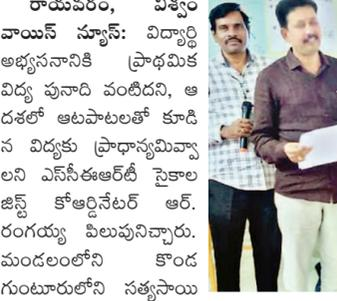 రాయవరం, విశ్వం
వాయిస్ న్యూస్: విద్యార్థి
అభ్యసనానికి ప్రాథమిక
విద్య పునాది వంటిదని, ఆ
దశలో ఆటపాటలతో కూడి
న విద్యకు ప్రాధాన్యమివ్వా
లని ఎస్‌సీఈఆర్‌టీ సైకాల
జిస్ట్ కోఆర్డినేటర్ ఆర్.
రంగయ్య పిలుపునిచ్చారు.
మండలంలోని కొండ
గుంటూరులోని సత్యసాయి